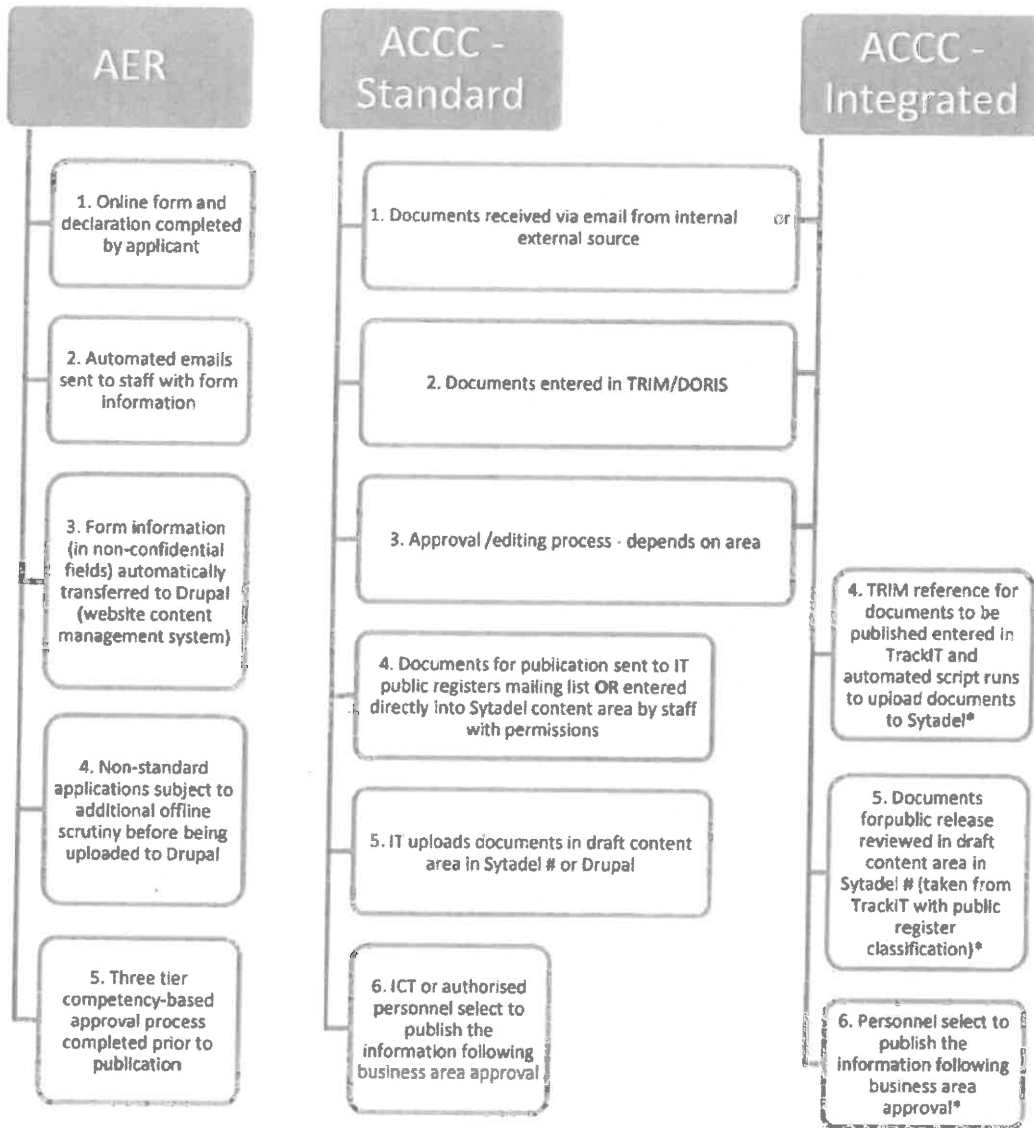 AER
1. Online form and
declaration completed
by applicant
2. Automated emails
sent to staff with form
information
3. Form information
(in non-confidential
fields) automatically
transferred to Drupal
(website content
management system)
4. Non-standard
applications subject to
additional offline
scrutiny before being
uploaded to Drupal
5. Three tier
competency-based
approval process
completed prior to
publication
ACCC -
Standard
1. Documents received via email from internal or
external source
2. Documents entered in TRIM/DORIS
3. Approval /editing process - depends on area
4. Documents for publication sent to IT
public registers mailing list OR entered
directly into Sytadel content area by staff
with permissions
5. IT uploads documents in draft content
area in Sytadel # or Drupal
6. ICT or authorised
personnel select to
publish the
information following
business area approval
ACCC -
Integrated
4. TRIM reference for
documents to be
published entered in
TrackIT and
automated script runs
to upload documents
to Sytadel*
5. Documents
forpublic release
reviewed in draft
content area in
Sytadel # (taken from
TrackIT with public
register
classification)*
6. Personnel select to
publish the
information following
business area
approval*